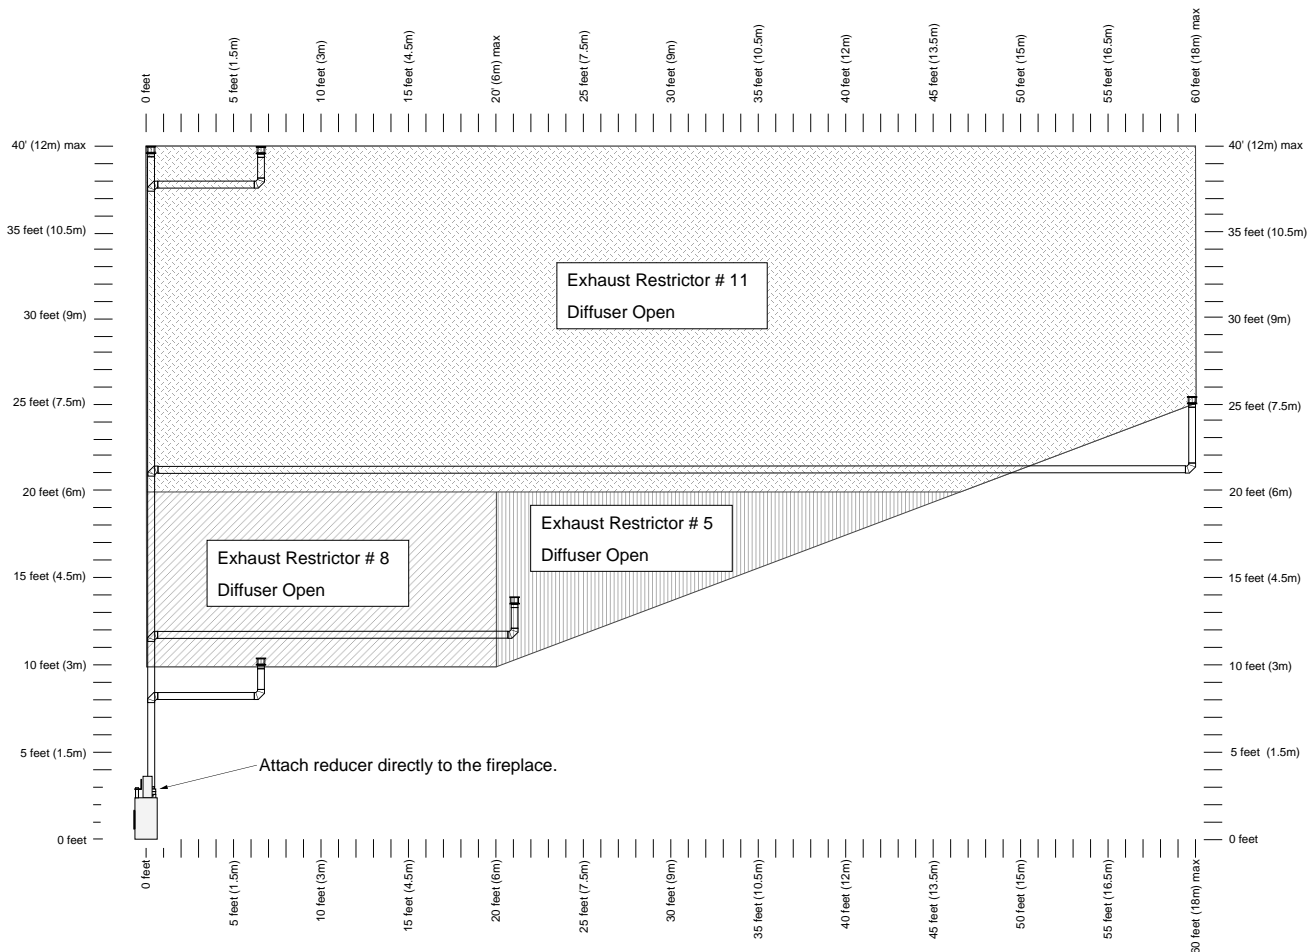 0 feet
5 feet (1.5m)
10 feet (3m)
15 feet (4.5m)
20' (6m) max
25 feet (7.5m)
30 feet (9m)
35 feet (10.5m)
40 feet (12m)
45 feet (13.5m)
50 feet (15m)
55 feet (16.5m)
60 feet (18m) max
40' (12m) max
35 feet (10.5m)
30 feet (9m)
25 feet (7.5m)
20 feet (6m)
15 feet (4.5m)
10 feet (3m)
5 feet (1.5m)
0 feet
Exhaust Restrictor # 11
Diffuser Open
Exhaust Restrictor # 5
Diffuser Open
Exhaust Restrictor # 8
Diffuser Open
Attach reducer directly to the fireplace.
40' (12m) max
35 feet (10.5m)
30 feet (9m)
25 feet (7.5m)
20 feet (6m)
15 feet (4.5m)
10 feet (3m)
5 feet (1.5m)
0 feet
0 feet
5 feet (1.5m)
10 feet (3m)
15 feet (4.5m)
20 feet (6m)
25 feet (7.5m)
30 feet (9m)
35 feet (10.5m)
40 feet (12m)
45 feet (13.5m)
50 feet (15m)
55 feet (16.5m)
60 feet (18m) max